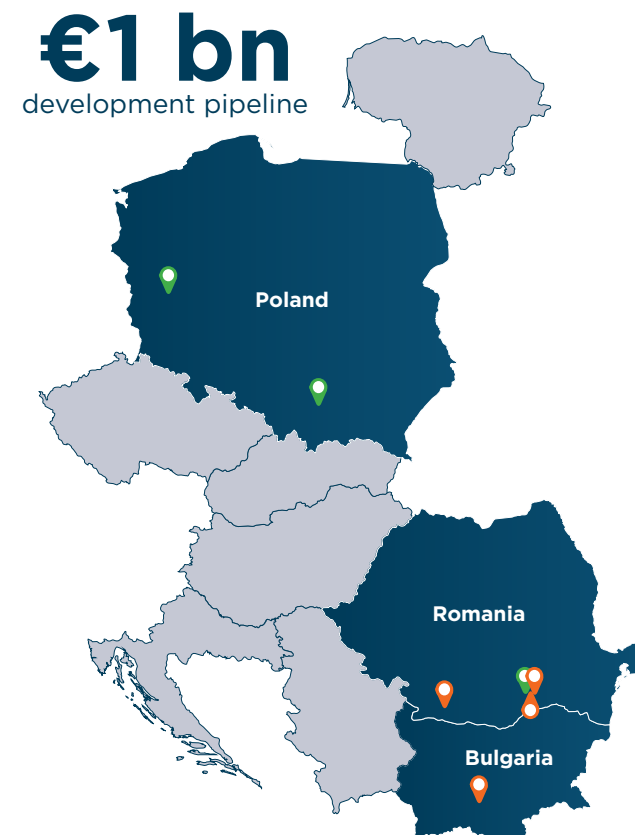 €1 bn
development pipeline
Poland
Romania
Bulgaria